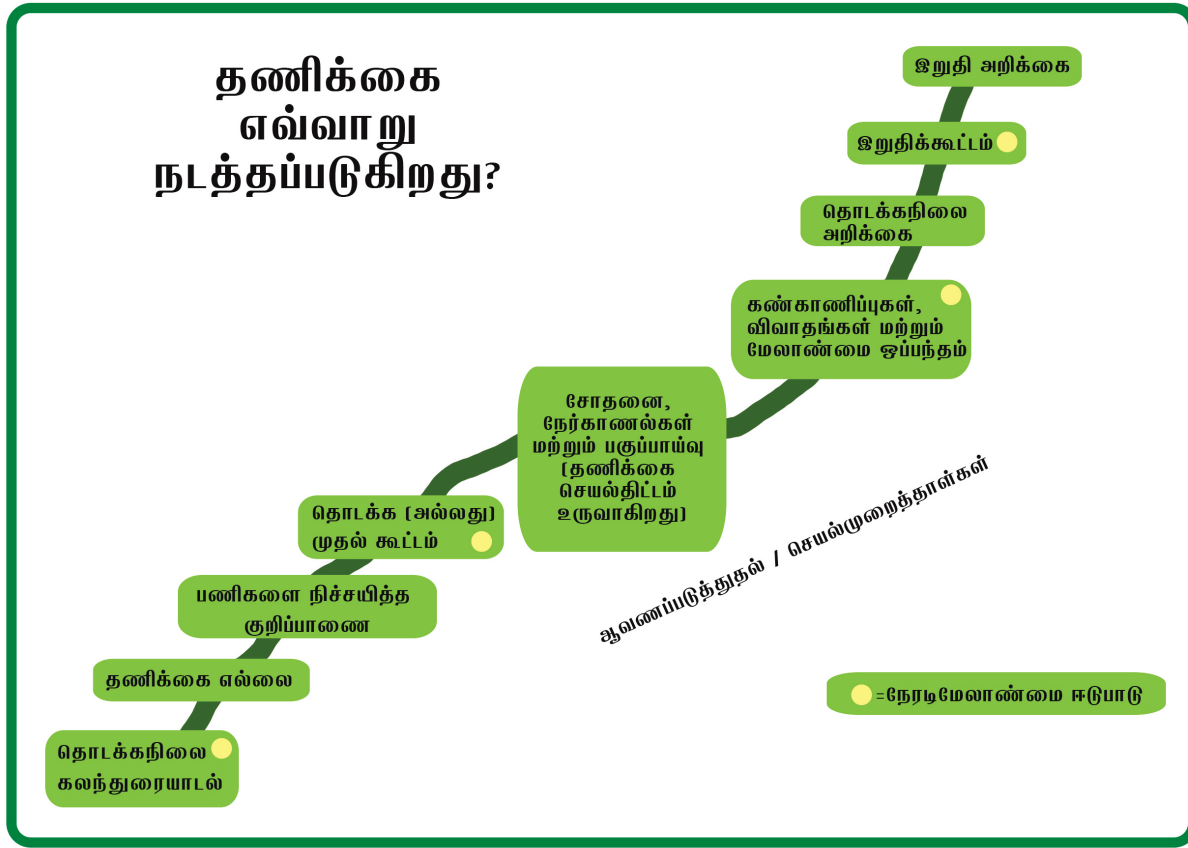 தணிக்கை
எவ்வாறு
நடத்தப்படுகிறது?
இறுதி அறிக்கை
இறுதிக்கூட்டம்
தொடக்கநிலை
அறிக்கை
கண்காணிப்புகள்,
விவாதங்கள் மற்றும்
மேலாண்மை ஒப்பந்தம்
சோதனை,
நேர்காணல்கள்
மற்றும் பகுப்பாய்வு
(தணிக்கை
செயல்திட்டம்
உருவாகிறது)
தொடக்க (அல்லது)
முதல் கூட்டம்
பணிகளை நிச்சயித்த
குறிப்பாணை
தணிக்கை எல்லை
தொடக்கநிலை
கலந்துரையாடல்
ஆவணப்படுத்துதல் / செயல்முறைத்தாள்கள்
=நேரடிமேலாண்மை ஈடுபாடு